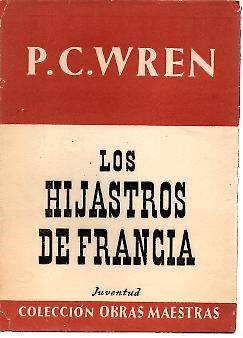 P.C.WREN
LOS
HIJASTROS
DE FRANCIA
Juventud
COLECCIÓN OBRAS MAESTRAS